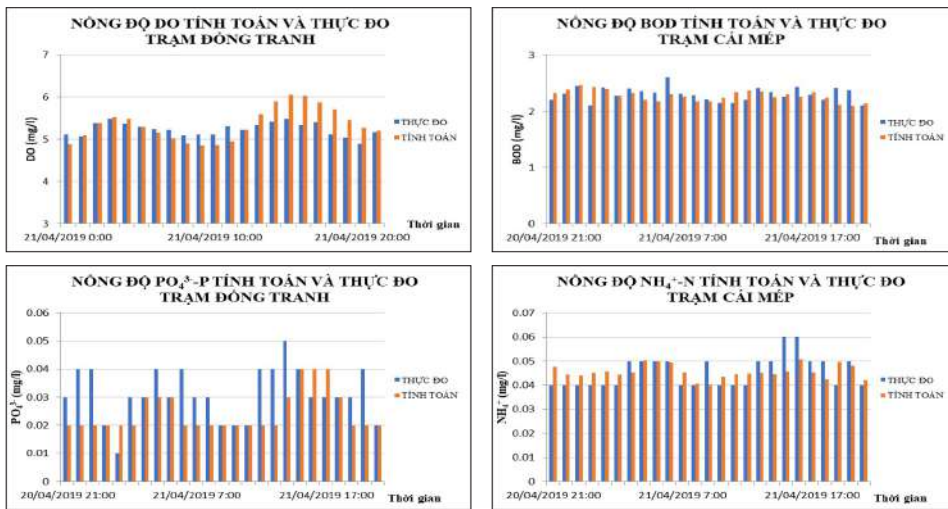 NỒNG ĐỘ DO TÍNH TOÁN VÀ THỰC ĐO
TRẠM ĐỒNG TRANH
7
6
5
4
3
DO (mg/l)
THỰC ĐO
TÍNH TOÁN
Thời gian
21/04/2019 0:00
21/04/2019 10:00
21/04/2019 20:00
NỒNG ĐỘ BOD TÍNH TOÁN VÀ THỰC ĐO
TRẠM CÁI MÉP
3
2
1
0
BOD (mg/l)
THỰC ĐO
TÍNH TOÁN
20/04/2019 21:00
21/04/2019 7:00
21/04/2019 17:00
Thời gian
NỒNG ĐỘ PO₄³⁻-P TÍNH TOÁN VÀ THỰC ĐO
TRẠM ĐỒNG TRANH
0.06
0.05
0.04
0.03
0.02
0.01
0
PO₄³⁻ (mg/l)
THỰC ĐO
TÍNH TOÁN
20/04/2019 21:00
21/04/2019 7:00
21/04/2019 17:00
Thời gian
NỒNG ĐỘ NH₄⁺-N TÍNH TOÁN VÀ THỰC ĐO
TRẠM CÁI MÉP
0.07
0.06
0.05
0.04
0.03
0.02
0.01
0.00
NH₄⁺ (mg/l)
THỰC ĐO
TÍNH TOÁN
20/04/2019 21:00
21/04/2019 7:00
21/04/2019 17:00
Thời gian